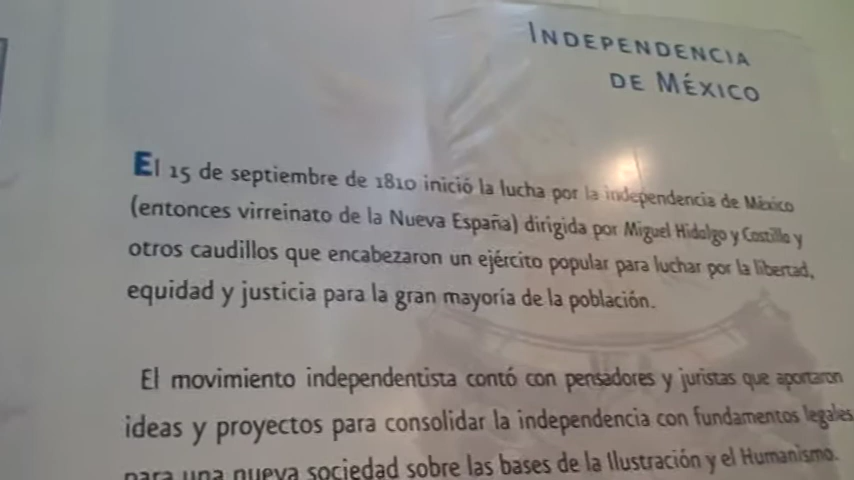 INDEPENDENCIA
DE MÉXICO
El 15 de septiembre de 1810 inició la lucha por la independencia de México
(entonces virreinato de la Nueva España) dirigida por Miguel Hidalgo y Costilla y
otros caudillos que encabezaron un ejército popular para luchar por la libertad,
equidad y justicia para la gran mayoría de la población.
El movimiento independentista contó con pensadores y juristas que aportaron
ideas y proyectos para consolidar la independencia con fundamentos legales
para una nueva sociedad sobre las bases de la Ilustración y el Humanismo.